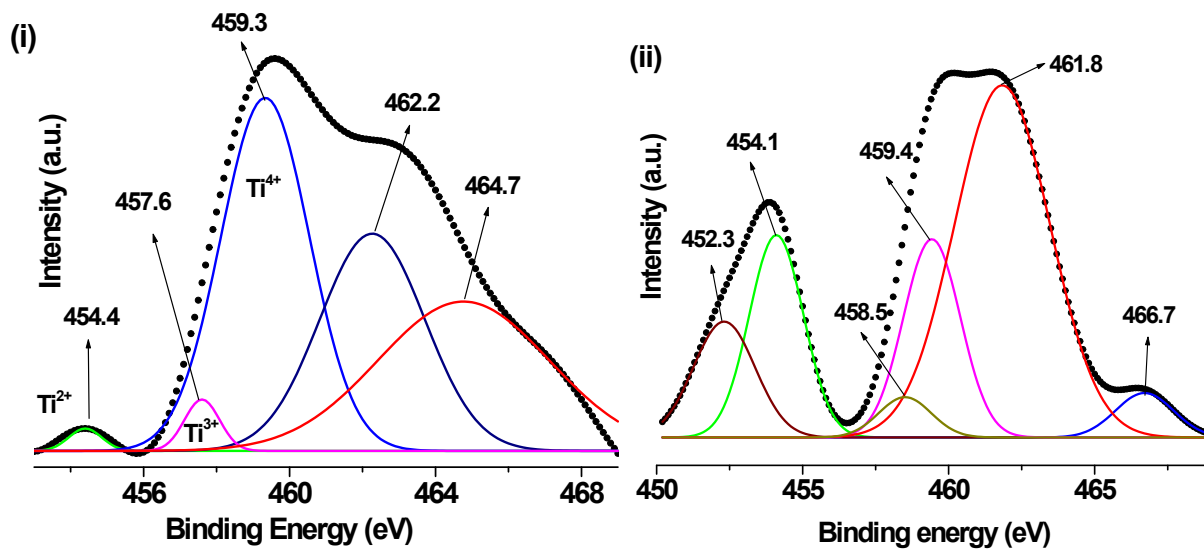 (i)
459.3
462.2
464.7
457.6
454.4
Ti2+
Ti3+
Ti4+
Intensity (a.u.)
456
460
464
468
Binding Energy (eV)
(ii)
461.8
454.1
459.4
452.3
458.5
466.7
Intensity (a.u.)
450
455
460
465
Binding energy (eV)